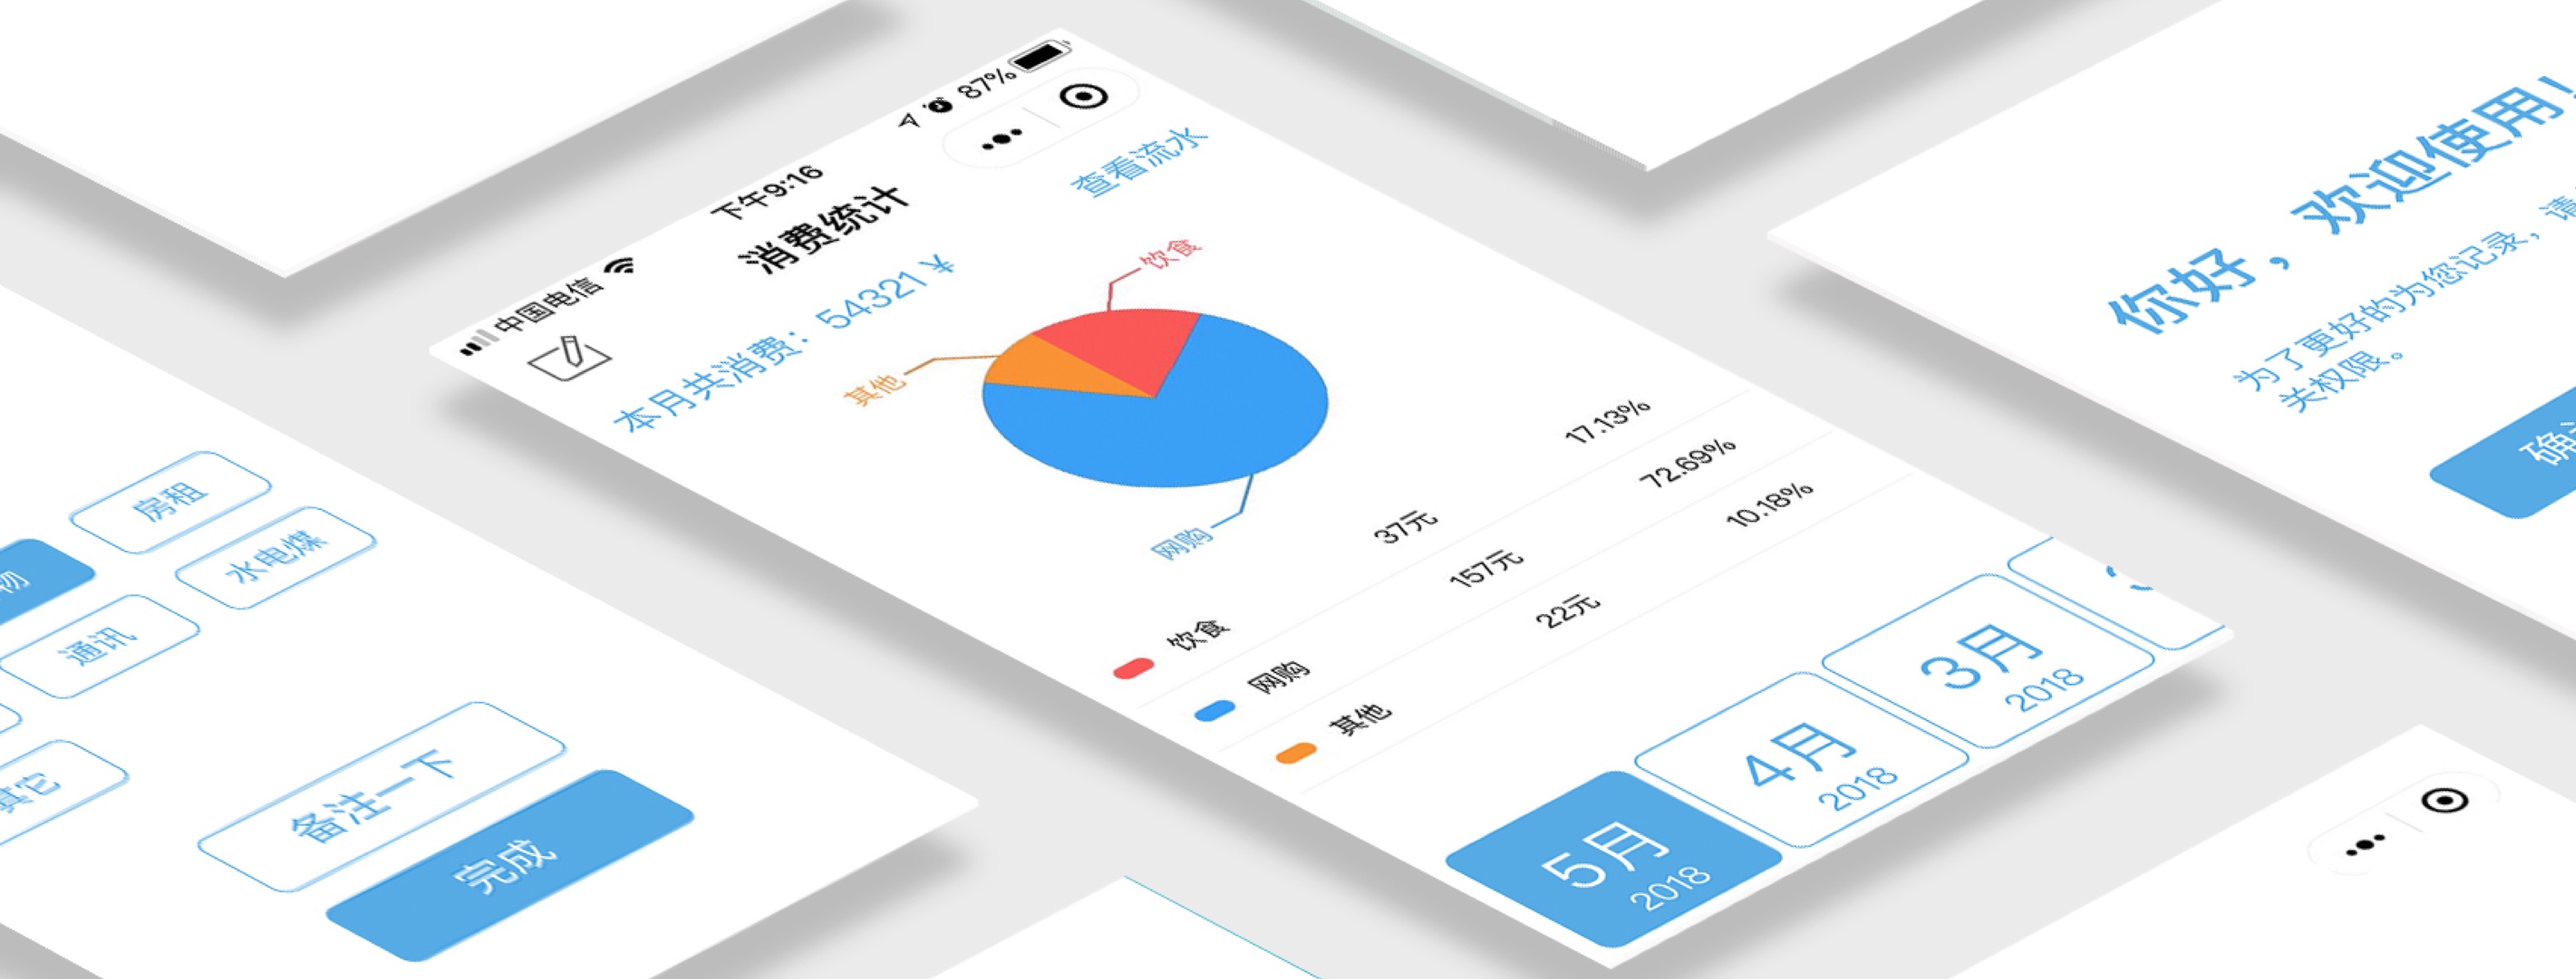 中国电信
下午9:16
87%
消费统计
查看流水
本月共消费：54321 ¥
饮食
其他
网购
饮食 37元 17.13%
网购 157元 72.69%
其他 22元 10.18%
5月
2018
4月
2018
3月
2018
房租
水电煤
物
通讯
其它
备注一下
完成
你好，欢迎使用！
为了更好的为您记录，请
关权限。
确